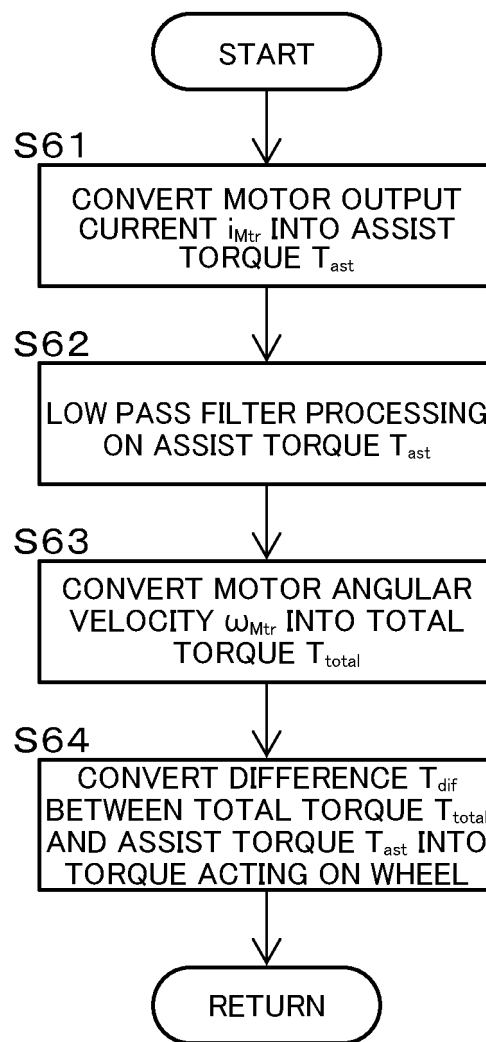 START
S61
CONVERT MOTOR OUTPUT
CURRENT iMtr INTO ASSIST
TORQUE Tast
S62
LOW PASS FILTER PROCESSING
ON ASSIST TORQUE Tast
S63
CONVERT MOTOR ANGULAR
VELOCITY ωMtr INTO TOTAL
TORQUE Ttotal
S64
CONVERT DIFFERENCE Tdif
BETWEEN TOTAL TORQUE Ttotal
AND ASSIST TORQUE Tast INTO
TORQUE ACTING ON WHEEL
RETURN